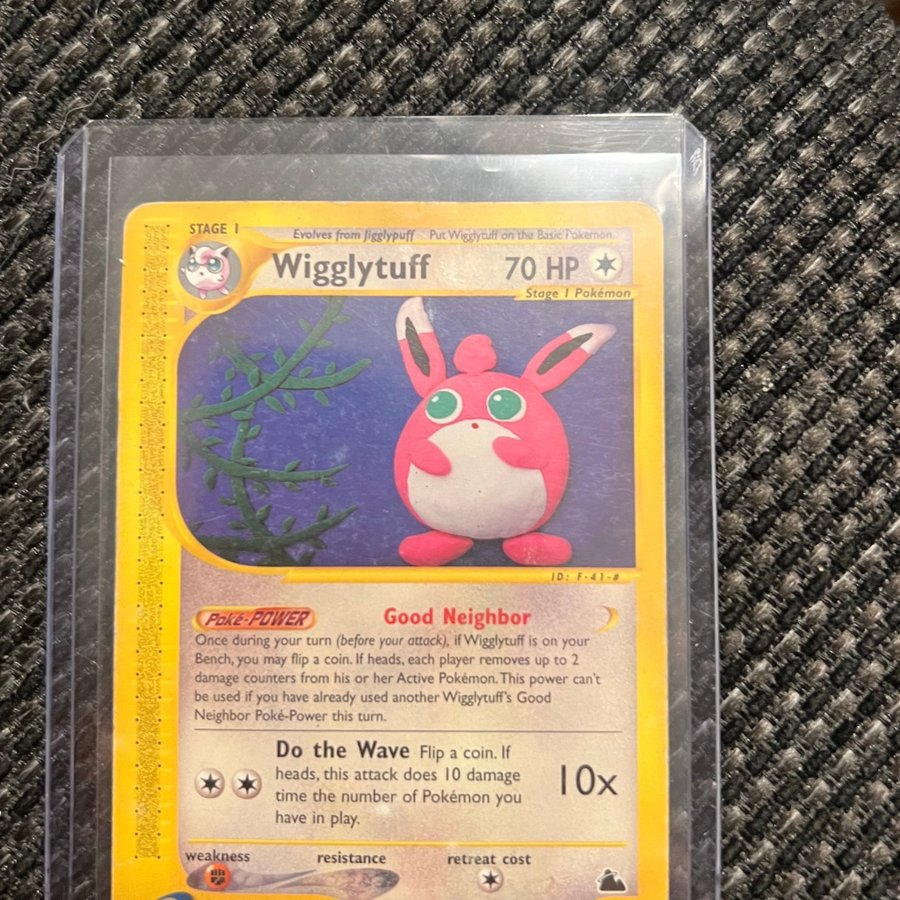 STAGE 1
Evolves from Jigglypuff Put Wigglytuff on the Basic Pokémon.
Wigglytuff 70 HP
Stage 1 Pokémon
ID: F-41-#
Poké-POWER Good Neighbor
Once during your turn (before your attack), if Wigglytuff is on your
Bench, you may flip a coin. If heads, each player removes up to 2
damage counters from his or her Active Pokémon. This power can't
be used if you have already used another Wigglytuff's Good
Neighbor Poké-Power this turn.
Do the Wave Flip a coin. If
heads, this attack does 10 damage
time the number of Pokémon you
have in play.
10x
weakness resistance retreat cost